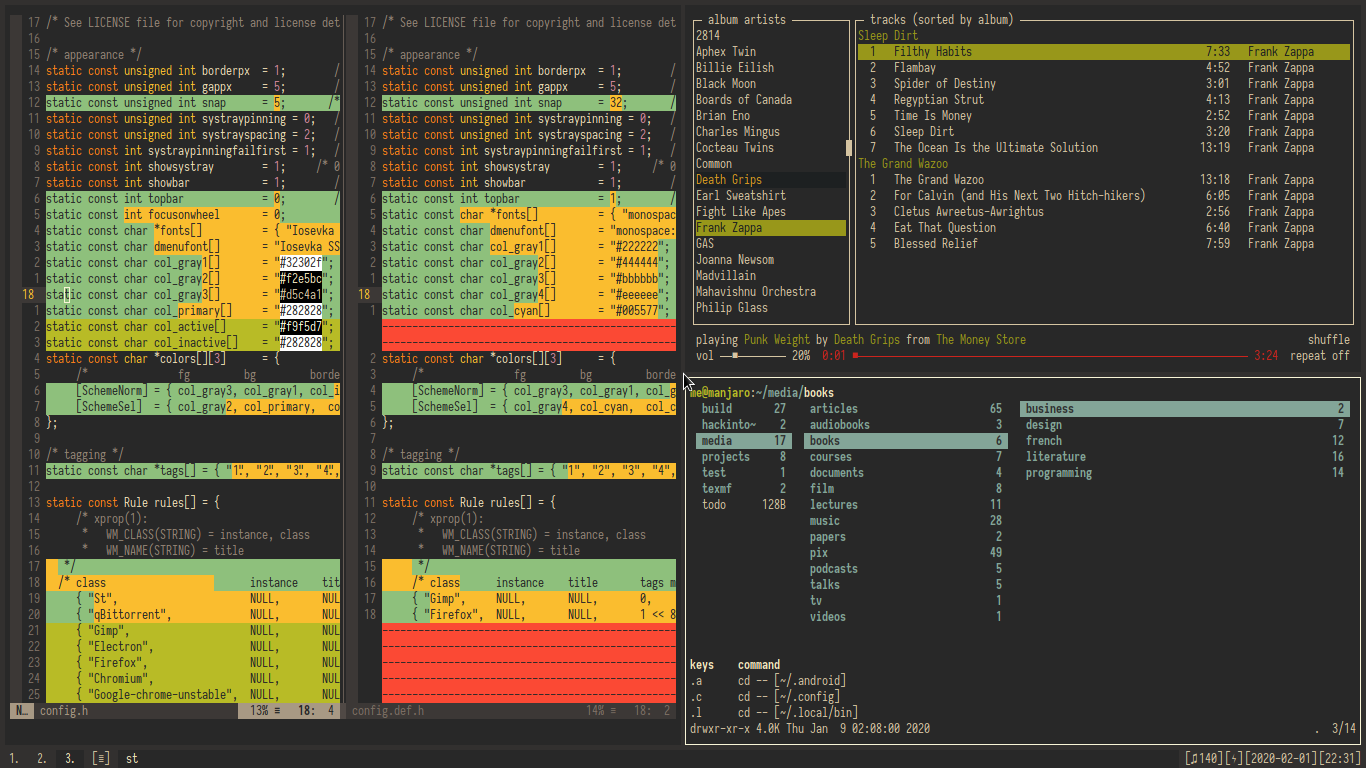 17 /* See LICENSE file for copyright and license det
16
15 /* appearance */
14 static const unsigned int borderpx  = 1;        /
13 static const unsigned int gappx     = 5;        /
12 static const unsigned int snap      = 5;       /*
11 static const unsigned int systraypinning = 0;   /
10 static const unsigned int systrayspacing = 2;   /
9 static const int systraypinningfailfirst = 1;   /
8 static const int showsystray        = 1;     /* 0
7 static const int showbar            = 1;        /
6 static const int topbar             = 0;        /
5 static const int focusonwheel       = 0;
4 static const char *fonts[]          = { "Iosevka
3 static const char dmenufont[]       = "Iosevka SS
2 static const char col_gray1[]       = "#32302f";
1 static const char col_gray2[]       = "#f2e5bc";
18 static const char col_gray3[]       = "#d5c4a1";
1 static const char col_primary[]     = "#282828";
2 static const char col_active[]      = "#f9f5d7";
3 static const char col_inactive[]    = "#282828";
4 static const char *colors[][3]      = {
5     /*               fg         bg         borde
6     [SchemeNorm] = { col_gray3, col_gray1, col_i
7     [SchemeSel]  = { col_gray2, col_primary,  co
8 };
9
10 /* tagging */
11 static const char *tags[] = { "1.", "2.", "3.", "4.",
12
13 static const Rule rules[] = {
14     /* xprop(1):
15      *   WM_CLASS(STRING) = instance, class
16      *   WM_NAME(STRING) = title
17   */
18  /* class                        instance    tit
19     { "St",                      NULL,       NUL
20     { "qBittorrent",             NULL,       NUL
21     { "Gimp",                    NULL,       NUL
22     { "Electron",                NULL,       NUL
23     { "Firefox",                 NULL,       NUL
24     { "Chromium",                NULL,       NUL
25     { "Google-chrome-unstable",  NULL,       NUL
N… config.h 13% ≡ 18: 4
17 /* See LICENSE file for copyright and license det
16
15 /* appearance */
14 static const unsigned int borderpx  = 1;        /
13 static const unsigned int gappx     = 5;        /
12 static const unsigned int snap      = 32;       /
11 static const unsigned int systraypinning = 0;   /
10 static const unsigned int systrayspacing = 2;   /
9 static const int systraypinningfailfirst = 1;   /
8 static const int showsystray        = 1;     /* 0
7 static const int showbar            = 1;        /
6 static const int topbar             = 1;        /
5 static const char *fonts[]          = { "monospac
4 static const char dmenufont[]       = "monospace:
3 static const char col_gray1[]       = "#222222";
2 static const char col_gray2[]       = "#444444";
1 static const char col_gray3[]       = "#bbbbbb";
18 static const char col_gray4[]       = "#eeeeee";
1 static const char col_cyan[]        = "#005577";
2 static const char *colors[][3]      = {
3     /*               fg         bg         borde
4     [SchemeNorm] = { col_gray3, col_gray1, col_g
5     [SchemeSel]  = { col_gray4, col_cyan,  col_c
6 };
7
8 /* tagging */
9 static const char *tags[] = { "1", "2", "3", "4",
10
11 static const Rule rules[] = {
12     /* xprop(1):
13      *   WM_CLASS(STRING) = instance, class
14      *   WM_NAME(STRING) = title
15      */
16     /* class      instance    title       tags m
17     { "Gimp",     NULL,       NULL,       0,
18     { "Firefox",  NULL,       NULL,       1 << 8
config.def.h 14% ≡ 18: 2
album artists
2814
Aphex Twin
Billie Eilish
Black Moon
Boards of Canada
Brian Eno
Charles Mingus
Cocteau Twins
Common
Death Grips
Earl Sweatshirt
Fight Like Apes
Frank Zappa
GAS
Joanna Newsom
Madvillain
Mahavishnu Orchestra
Philip Glass
tracks (sorted by album)
Sleep Dirt
1 Filthy Habits 7:33 Frank Zappa
2 Flambay 4:52 Frank Zappa
3 Spider of Destiny 3:01 Frank Zappa
4 Regyptian Strut 4:13 Frank Zappa
5 Time Is Money 2:52 Frank Zappa
6 Sleep Dirt 3:20 Frank Zappa
7 The Ocean Is the Ultimate Solution 13:19 Frank Zappa
The Grand Wazoo
1 The Grand Wazoo 13:18 Frank Zappa
2 For Calvin (and His Next Two Hitch-hikers) 6:05 Frank Zappa
3 Cletus Awreetus-Awrightus 2:56 Frank Zappa
4 Eat That Question 6:40 Frank Zappa
5 Blessed Relief 7:59 Frank Zappa
playing Punk Weight by Death Grips from The Money Store shuffle
vol 20% 0:01 3:24 repeat off
me@manjaro:~/media/books
build 27 articles 65 business 2
hackinto~ 2 audiobooks 3 design 7
media 17 books 6 french 12
projects 8 courses 7 literature 16
test 1 documents 4 programming 14
texmf 2 film 8
todo 128B lectures 11
music 28
papers 2
pix 49
podcasts 5
talks 5
tv 1
videos 1
keys command
.a cd -- [~/.android]
.c cd -- [~/.config]
.l cd -- [~/.local/bin]
drwxr-xr-x 4.0K Thu Jan  9 02:08:00 2020 . 3/14
1. 2. 3. [≡] st [♫140][ϟ][2020-02-01][22:31]